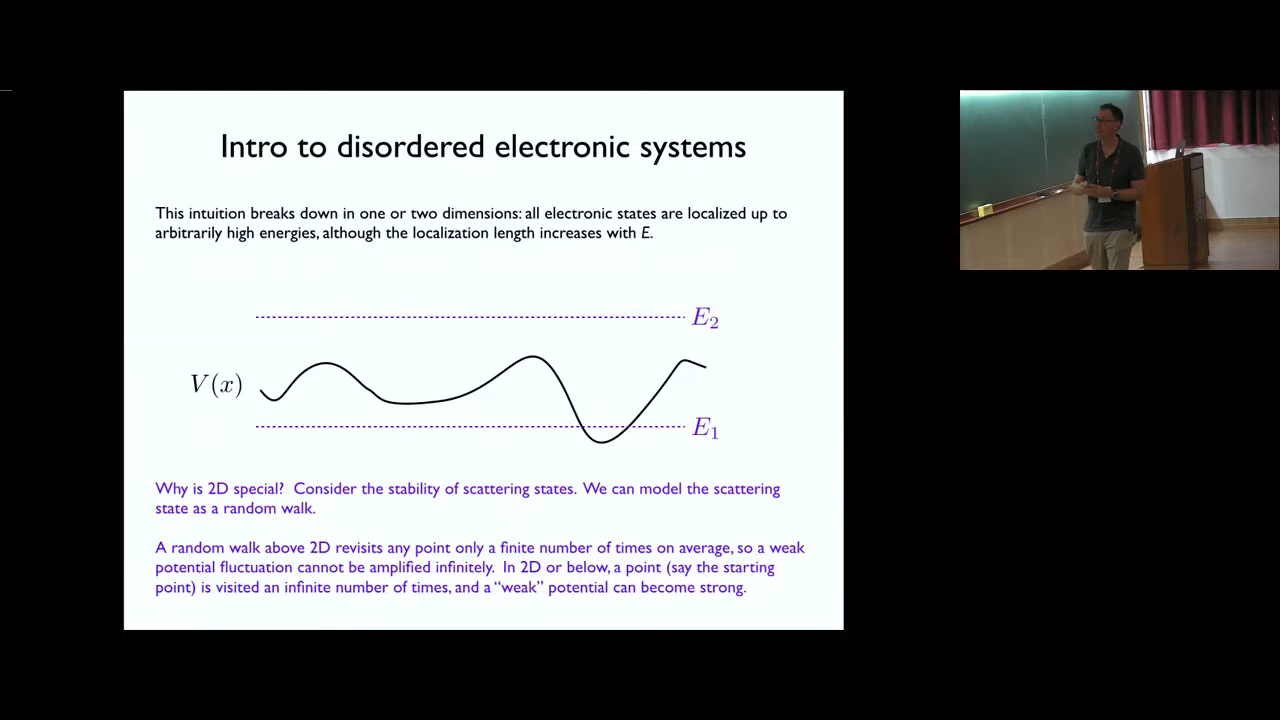 Intro to disordered electronic systems
This intuition breaks down in one or two dimensions: all electronic states are localized up to
arbitrarily high energies, although the localization length increases with E.
E₂
V(x)
E₁
Why is 2D special? Consider the stability of scattering states. We can model the scattering
state as a random walk.
A random walk above 2D revisits any point only a finite number of times on average, so a weak
potential fluctuation cannot be amplified infinitely. In 2D or below, a point (say the starting
point) is visited an infinite number of times, and a “weak” potential can become strong.